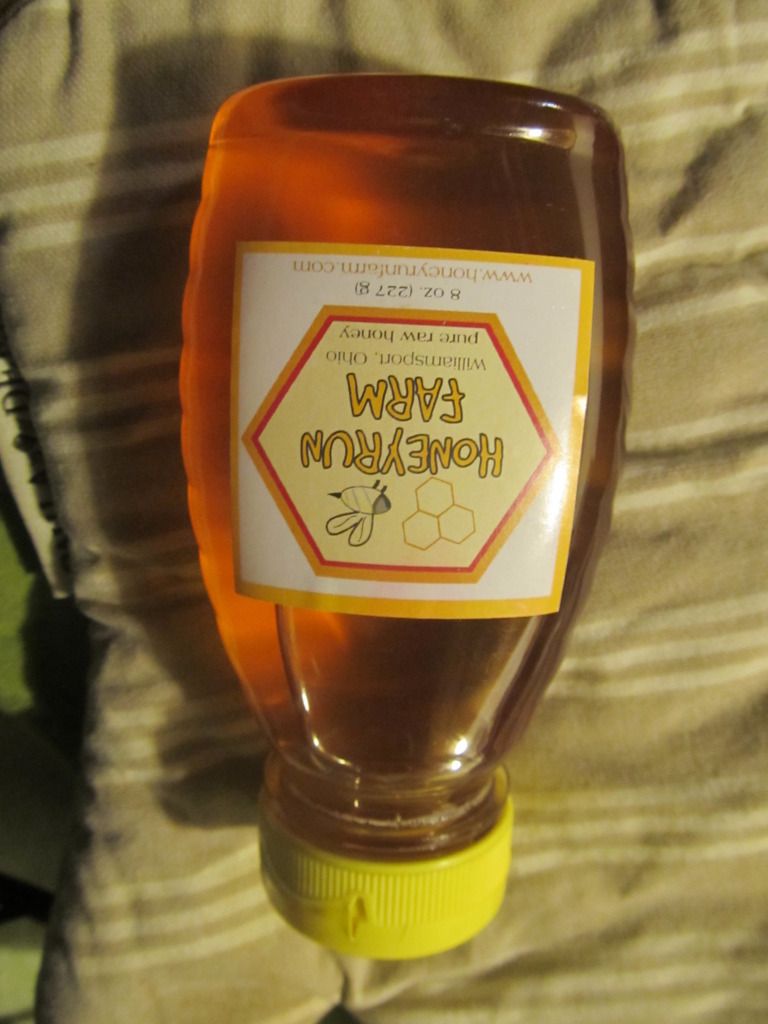 HONEYRUN
FARM
Williamsport, Ohio
pure raw honey
8 oz. (227 g)
www.honeyrunfarm.com